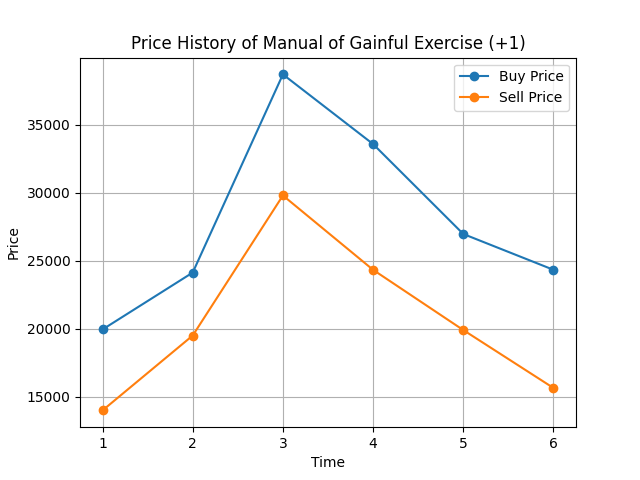 Price History of Manual of Gainful Exercise (+1)
Buy Price
Sell Price
Price
35000
30000
25000
20000
15000
1 2 3 4 5 6
Time